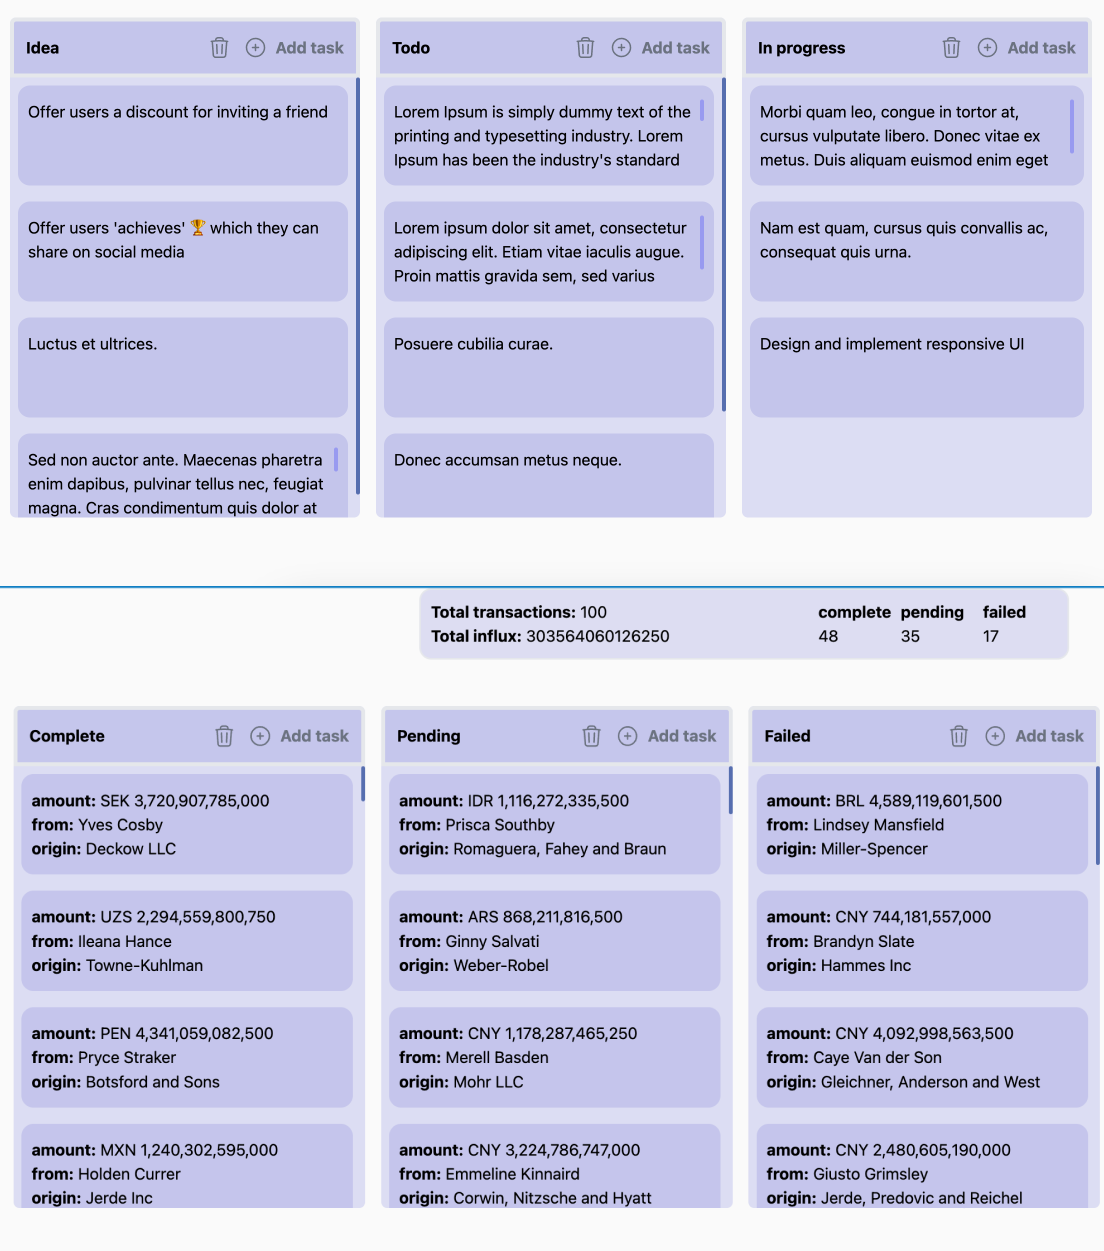 Idea
Add task
Offer users a discount for inviting a friend
Offer users 'achieves' 🏆 which they can
share on social media
Luctus et ultrices.
Sed non auctor ante. Maecenas pharetra
enim dapibus, pulvinar tellus nec, feugiat
magna. Cras condimentum quis dolor at
Todo
Add task
Lorem Ipsum is simply dummy text of the
printing and typesetting industry. Lorem
Ipsum has been the industry's standard
Lorem ipsum dolor sit amet, consectetur
adipiscing elit. Etiam vitae iaculis augue.
Proin mattis gravida sem, sed varius
Posuere cubilia curae.
Donec accumsan metus neque.
In progress
Add task
Morbi quam leo, congue in tortor at,
cursus vulputate libero. Donec vitae ex
metus. Duis aliquam euismod enim eget
Nam est quam, cursus quis convallis ac,
consequat quis urna.
Design and implement responsive UI
Total transactions: 100
Total influx: 303564060126250
complete pending failed
48 35 17
Complete
Add task
amount: SEK 3,720,907,785,000
from: Yves Cosby
origin: Deckow LLC
amount: UZS 2,294,559,800,750
from: Ileana Hance
origin: Towne-Kuhlman
amount: PEN 4,341,059,082,500
from: Pryce Straker
origin: Botsford and Sons
amount: MXN 1,240,302,595,000
from: Holden Currer
origin: Jerde Inc
Pending
Add task
amount: IDR 1,116,272,335,500
from: Prisca Southby
origin: Romaguera, Fahey and Braun
amount: ARS 868,211,816,500
from: Ginny Salvati
origin: Weber-Robel
amount: CNY 1,178,287,465,250
from: Merell Basden
origin: Mohr LLC
amount: CNY 3,224,786,747,000
from: Emmeline Kinnaird
origin: Corwin, Nitzsche and Hyatt
Failed
Add task
amount: BRL 4,589,119,601,500
from: Lindsey Mansfield
origin: Miller-Spencer
amount: CNY 744,181,557,000
from: Brandyn Slate
origin: Hammes Inc
amount: CNY 4,092,998,563,500
from: Caye Van der Son
origin: Gleichner, Anderson and West
amount: CNY 2,480,605,190,000
from: Giusto Grimsley
origin: Jerde, Predovic and Reichel